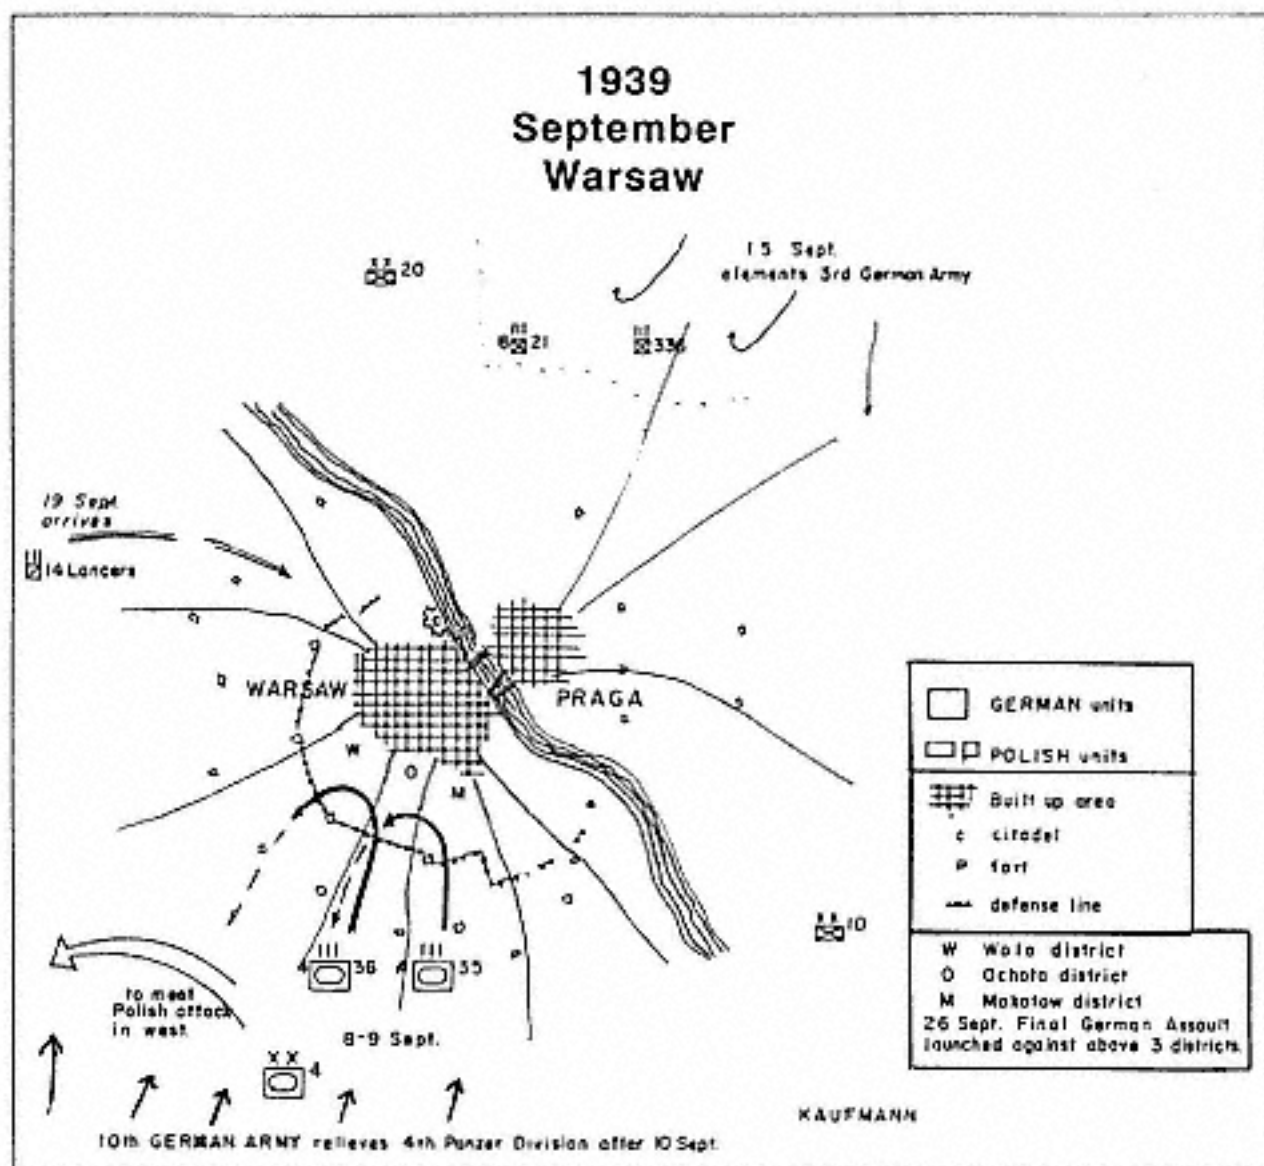 1939
September
Warsaw
15 Sept.
elements 3rd German Army
20
21
336
19 Sept.
arrives
14 Lancers
WARSAW
PRAGA
W
O
M
10
4 36
4 35
to meet
Polish attack
in west
8-9 Sept.
4
10th GERMAN ARMY relieves 4th Panzer Division after 10 Sept.
KAUFMANN
GERMAN units
POLISH units
Built up area
citadel
fort
defense line
W Wola district
O Ochota district
M Mokotow district
26 Sept. Final German Assault
launched against above 3 districts.